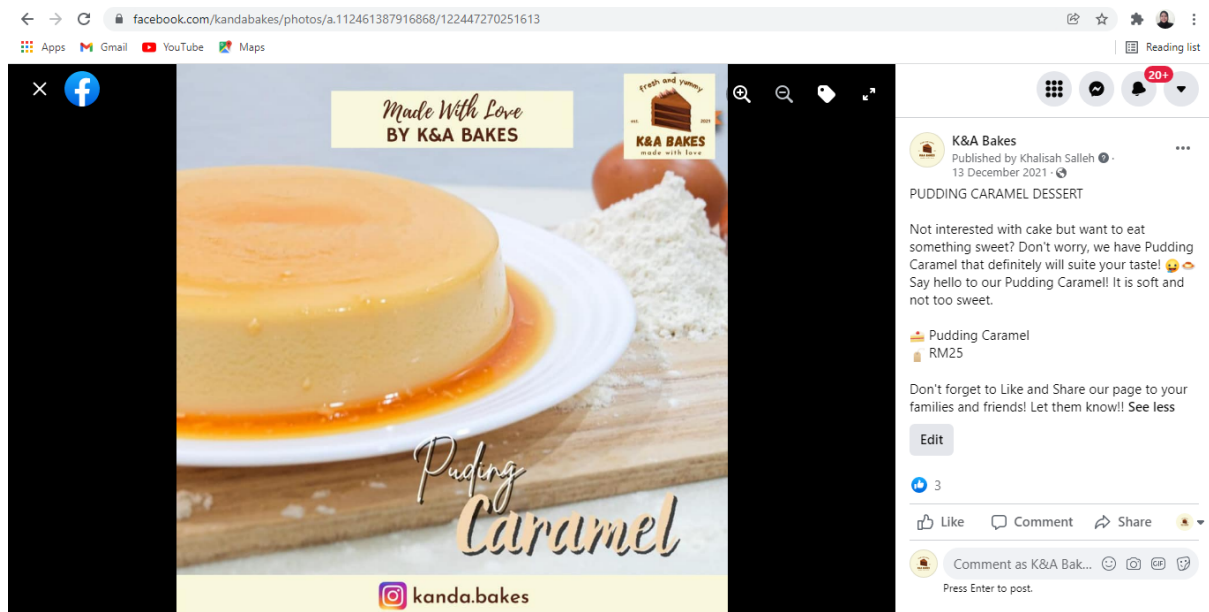 facebook.com/kandabakes/photos/a.112461387916868/122447270251613
Apps Gmail YouTube Maps Reading list
Made With Love
BY K&A BAKES
fresh and yummy
est. 2021
K&A BAKES
made with love
Puding
Caramel
kanda.bakes
20+
K&A Bakes
Published by Khalisah Salleh ·
13 December 2021 ·
PUDDING CARAMEL DESSERT
Not interested with cake but want to eat
something sweet? Don't worry, we have Pudding
Caramel that definitely will suite your taste! 😝🍮
Say hello to our Pudding Caramel! It is soft and
not too sweet.
🍰 Pudding Caramel
🏷️ RM25
Don't forget to Like and Share our page to your
families and friends! Let them know!! See less
Edit
3
Like Comment Share
Comment as K&A Bak... GIF
Press Enter to post.